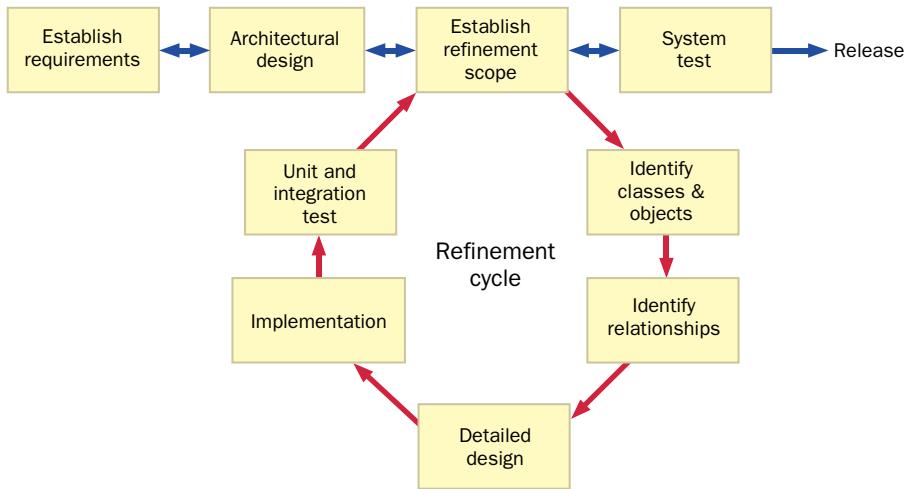 Establish
requirements
Architectural
design
Establish
refinement
scope
System
test
Release
Unit and
integration
test
Identify
classes &
objects
Refinement
cycle
Implementation
Identify
relationships
Detailed
design